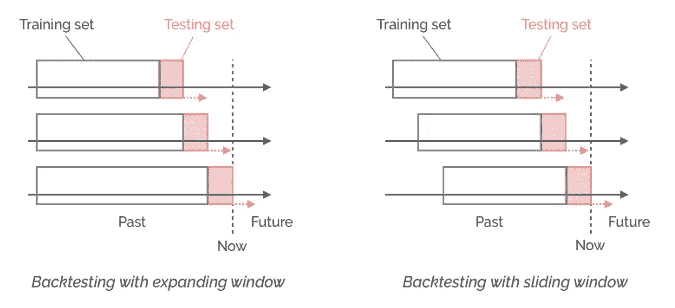 Training set
Testing set
Past
Future
Now
Backtesting with expanding window
Training set
Testing set
Past
Future
Now
Backtesting with sliding window